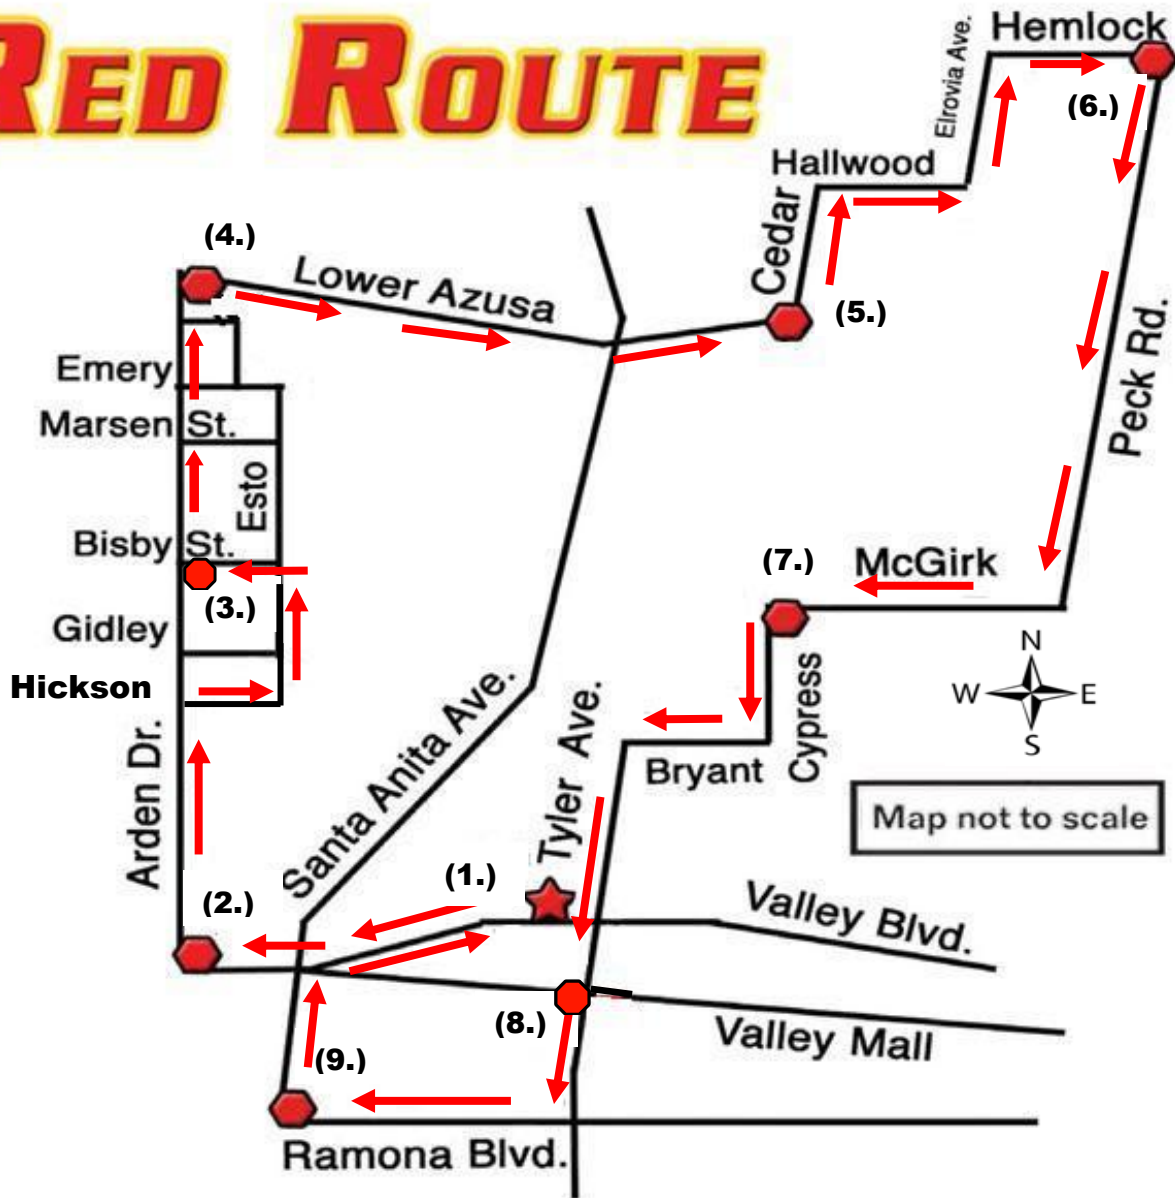 RED ROUTE
Hemlock
Elrovia Ave.
(6.)
Hallwood
Cedar
(4.)
Lower Azusa
(5.)
Emery
Marsen St.
Peck Rd.
Esto
Bisby St.
(7.)
McGirk
(3.)
Gidley
N
W E
S
Hickson
Santa Anita Ave.
Tyler Ave.
Cypress
Bryant
Arden Dr.
Map not to scale
(1.)
(2.)
Valley Blvd.
(8.)
Valley Mall
(9.)
Ramona Blvd.